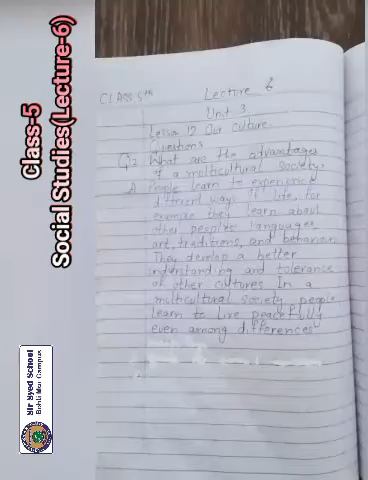 Class-5
Social Studies(Lecture-6)
Sir Syed School
CLASS 5th Lecture 6
Unit 3
Lesson 12 Our culture
Questions
Q2 What are the advantages
of a multicultural society.
A People learn to experience
different ways of life, for
they learn about
other people's languages
art, traditions, and behaviour
They develop a better
understanding and tolerance
of other cultures In a
multicultural society people
learn to live peacefully
even among differences